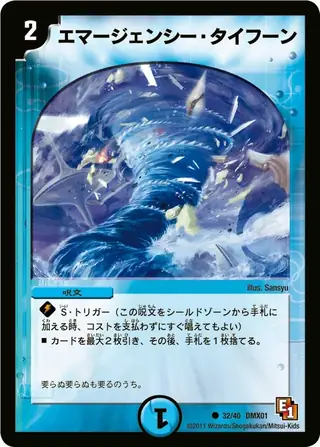 2
エマージェンシー・タイフーン
illus. Sansyu
呪文
S・トリガー（この呪文をシールドゾーンから手札に
加える時、コストを支払わずにすぐ唱えてもよい）
■ カードを最大2枚引き、その後、手札を1枚捨てる。
要らぬも要らぬも要るのうち。
1
● 32/40 DMX01
©2011 Wizards/Shogakukan/Mitsui-Kids
E1